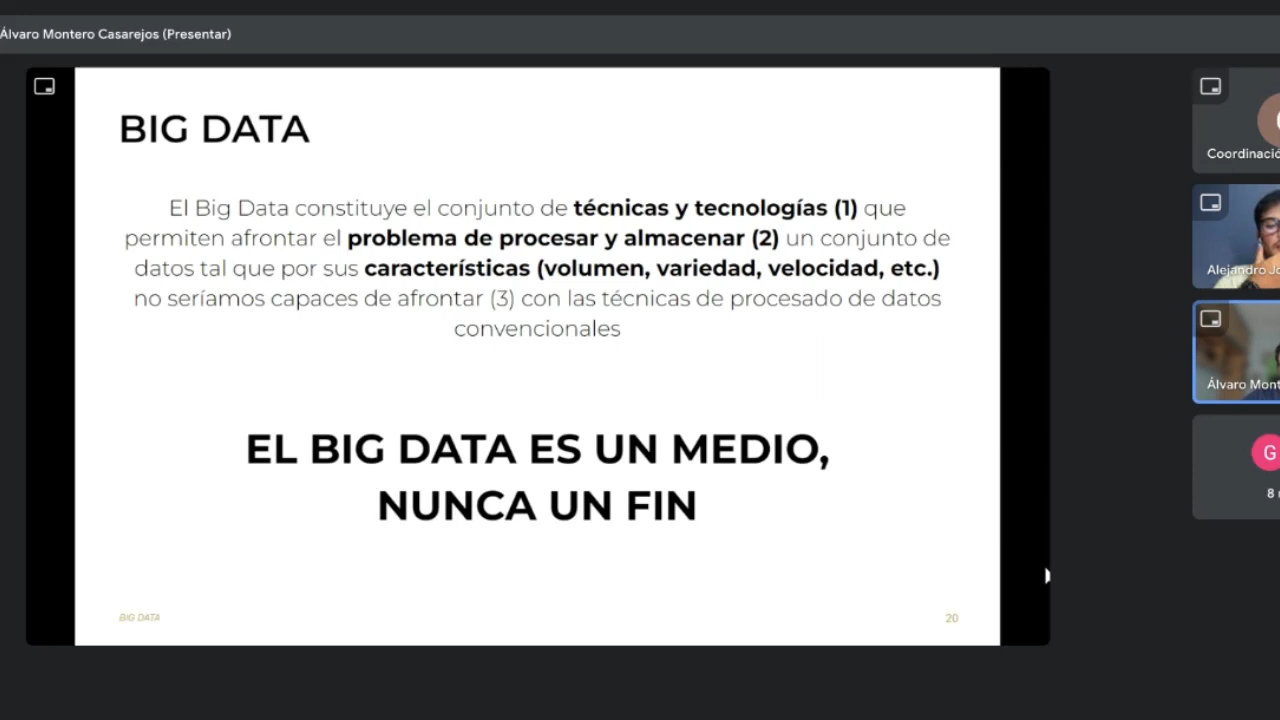 Álvaro Montero Casarejos (Presentar)
BIG DATA
El Big Data constituye el conjunto de técnicas y tecnologías (1) que
permiten afrontar el problema de procesar y almacenar (2) un conjunto de
datos tal que por sus características (volumen, variedad, velocidad, etc.)
no seríamos capaces de afrontar (3) con las técnicas de procesado de datos
convencionales
EL BIG DATA ES UN MEDIO,
NUNCA UN FIN
BIG DATA
20
Coordinació
Alejandro Jo
Álvaro Mont
G
8